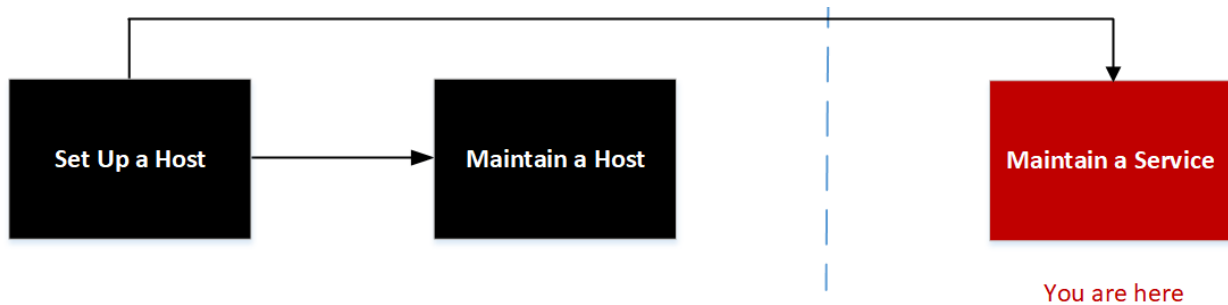 Set Up a Host
Maintain a Host
Maintain a Service
You are here